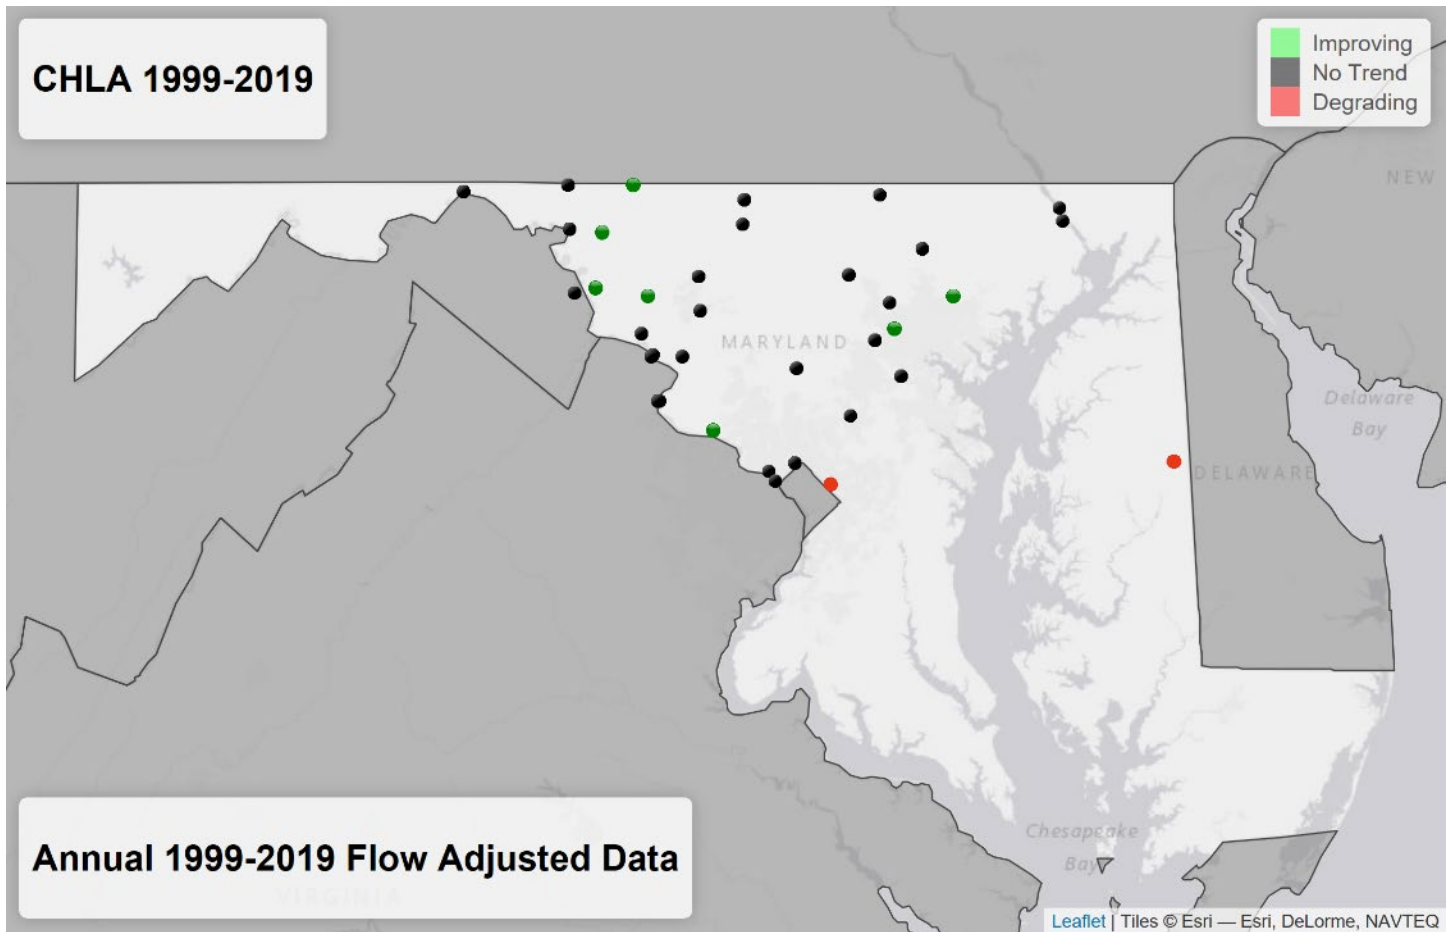 CHLA 1999-2019
Improving
No Trend
Degrading
NEW
MARYLAND
Delaware
Bay
DELAWARE
Chesapeake
Bay
Annual 1999-2019 Flow Adjusted Data
VIRGINIA
Leaflet | Tiles © Esri — Esri, DeLorme, NAVTEQ